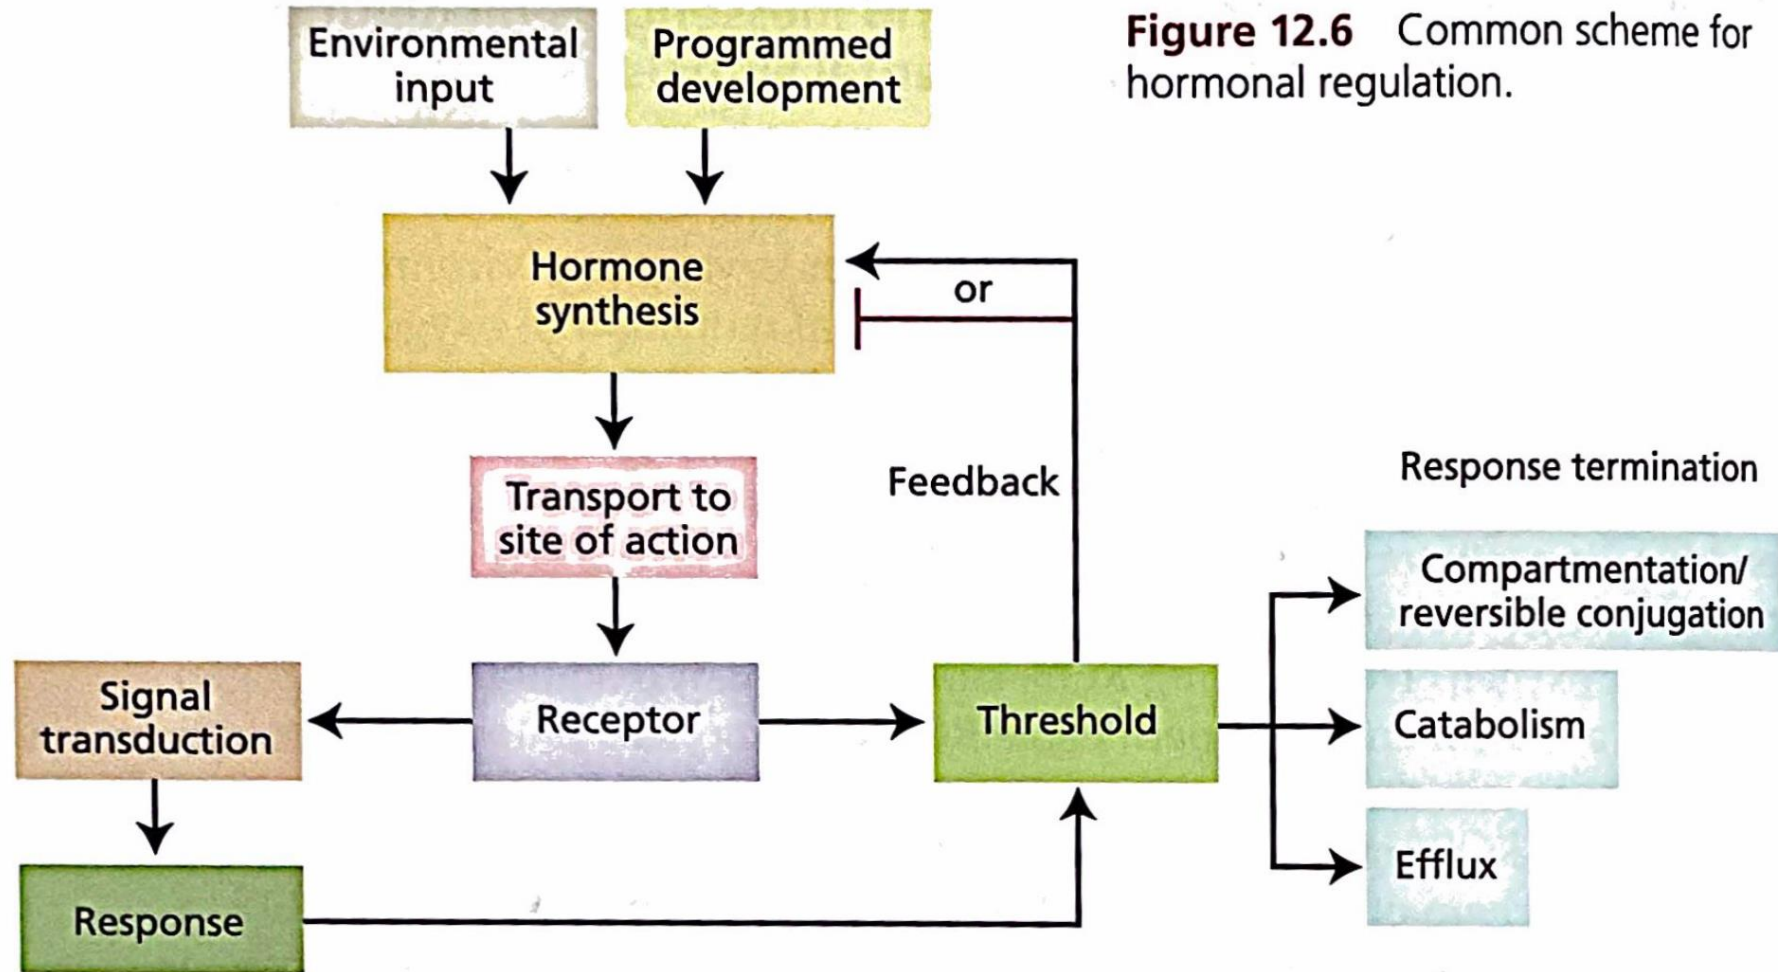 Environmental
input
Programmed
development
Figure 12.6 Common scheme for
hormonal regulation.
Hormone
synthesis
or
Transport to
site of action
Feedback
Response termination
Compartmentation/
reversible conjugation
Signal
transduction
Receptor
Threshold
Catabolism
Efflux
Response